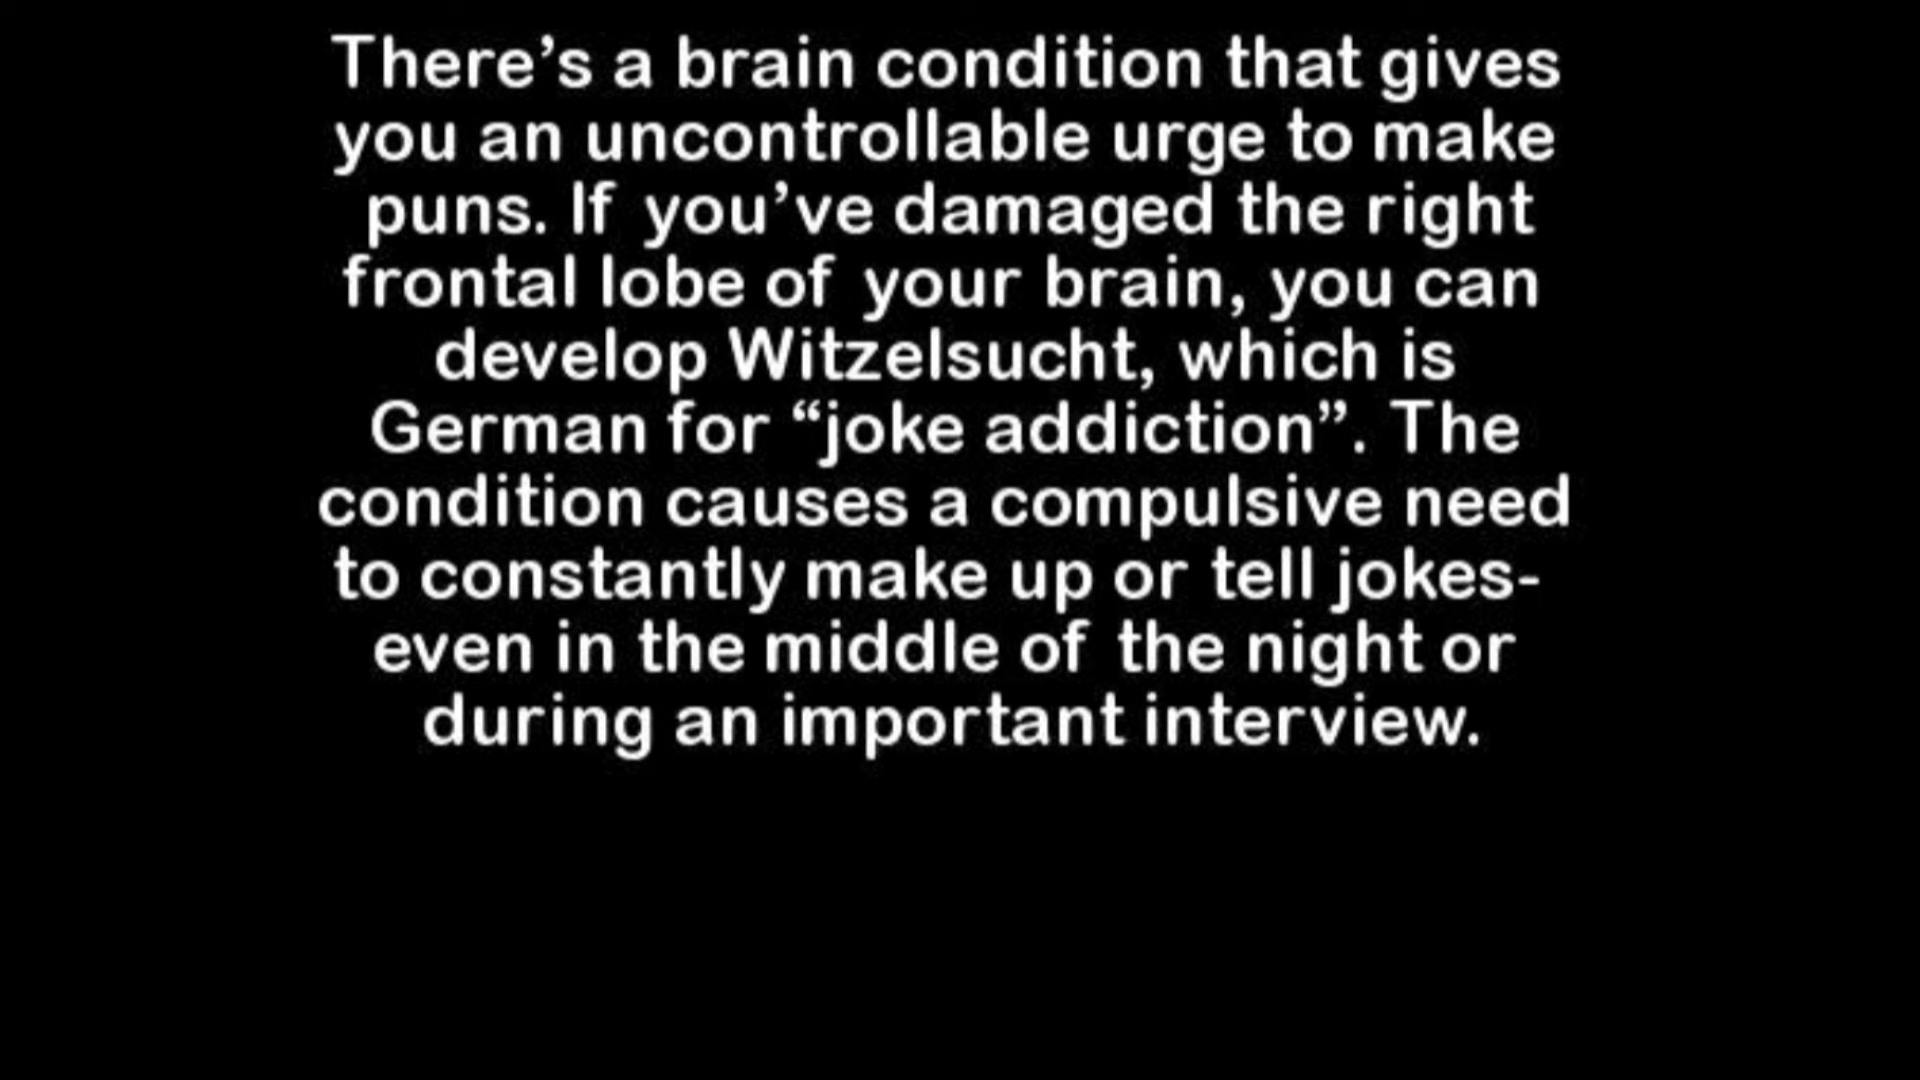 There’s a brain condition that gives
you an uncontrollable urge to make
puns. If you’ve damaged the right
frontal lobe of your brain, you can
develop Witzelsucht, which is
German for “joke addiction”. The
condition causes a compulsive need
to constantly make up or tell jokes-
even in the middle of the night or
during an important interview.